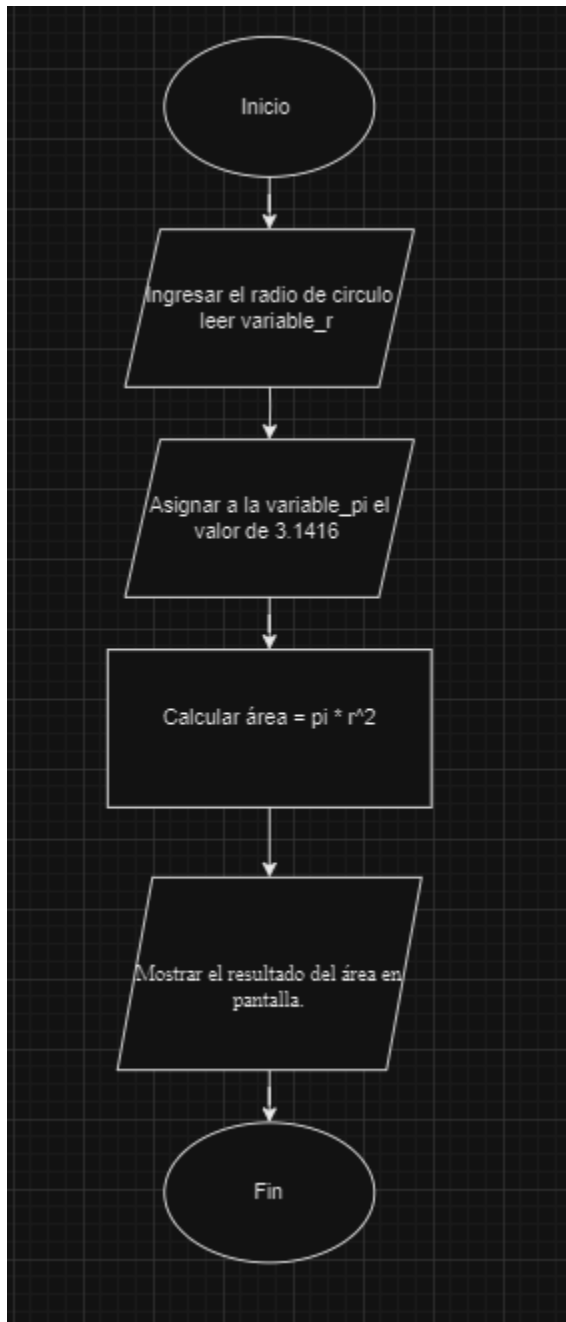 Inicio
Ingresar el radio de circulo
leer variable_r
Asignar a la variable_pi el
valor de 3.1416
Calcular área = pi * r^2
Mostrar el resultado del área en
pantalla.
Fin